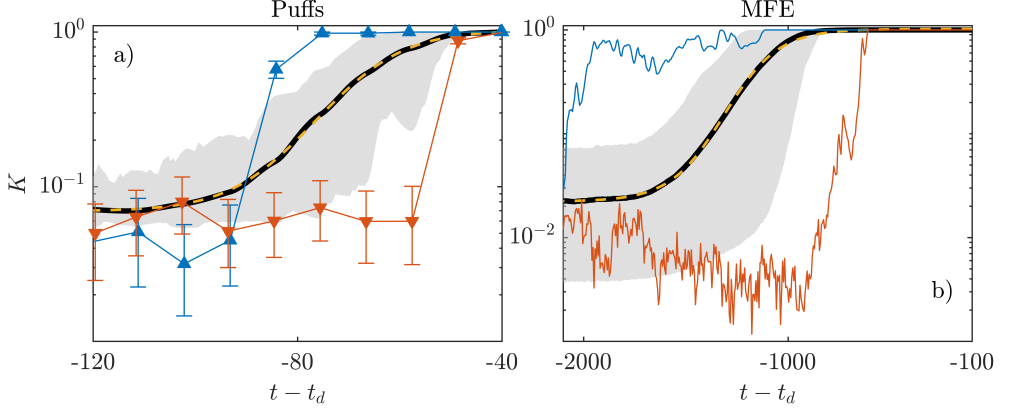 Puffs
MFE
a)
b)
K
10^0
10^-1
-120
-80
-40
t − t_d
10^0
10^-2
-2000
-1000
-100
t − t_d